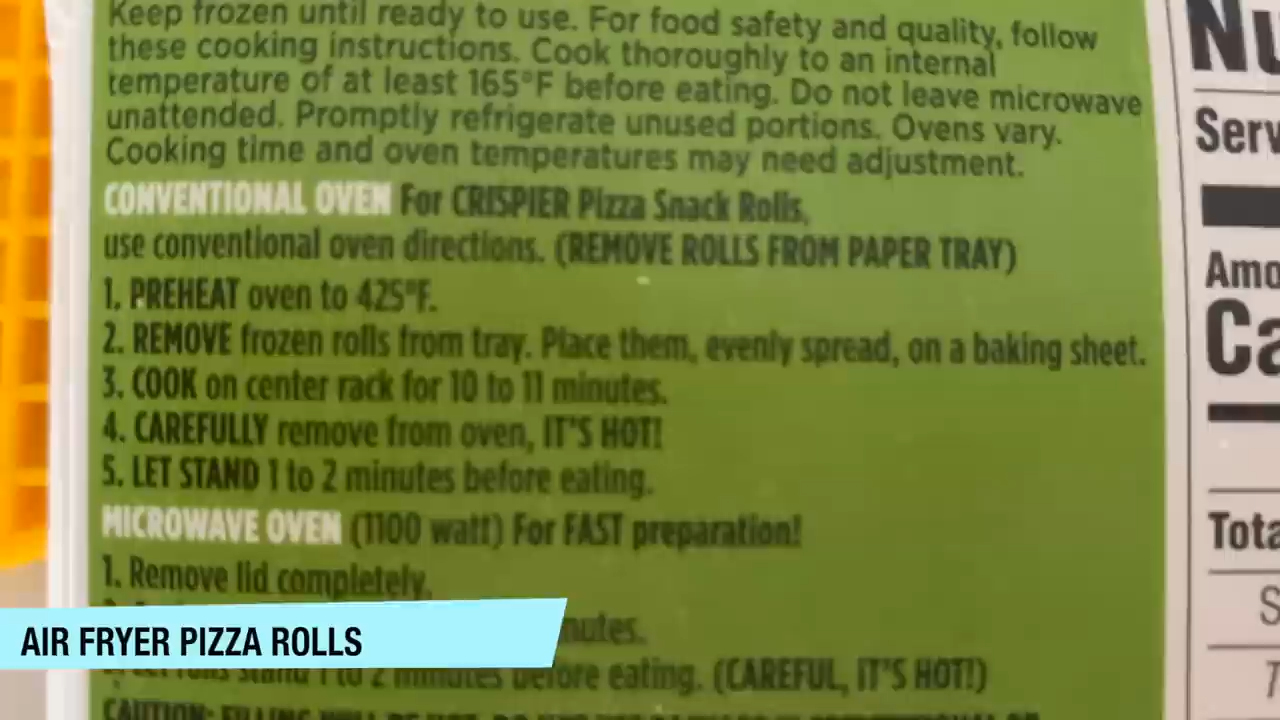 Keep frozen until ready to use. For food safety and quality, follow
these cooking instructions. Cook thoroughly to an internal
temperature of at least 165°F before eating. Do not leave microwave
unattended. Promptly refrigerate unused portions. Ovens vary.
Cooking time and oven temperatures may need adjustment.
CONVENTIONAL OVEN For CRISPIER Pizza Snack Rolls,
use conventional oven directions. (REMOVE ROLLS FROM PAPER TRAY)
1. PREHEAT oven to 425°F.
2. REMOVE frozen rolls from tray. Place them, evenly spread, on a baking sheet.
3. COOK on center rack for 10 to 11 minutes.
4. CAREFULLY remove from oven, IT'S HOT!
5. LET STAND 1 to 2 minutes before eating.
MICROWAVE OVEN (1100 watt) For FAST preparation!
1. Remove lid completely.
nutes.
rolls stand 1 to 2 minutes before eating. (CAREFUL, IT'S HOT!)
CAUTION: FILLING WILL BE HOT.
AIR FRYER PIZZA ROLLS
Nu
Serv
Amo
Ca
Tota
S
T